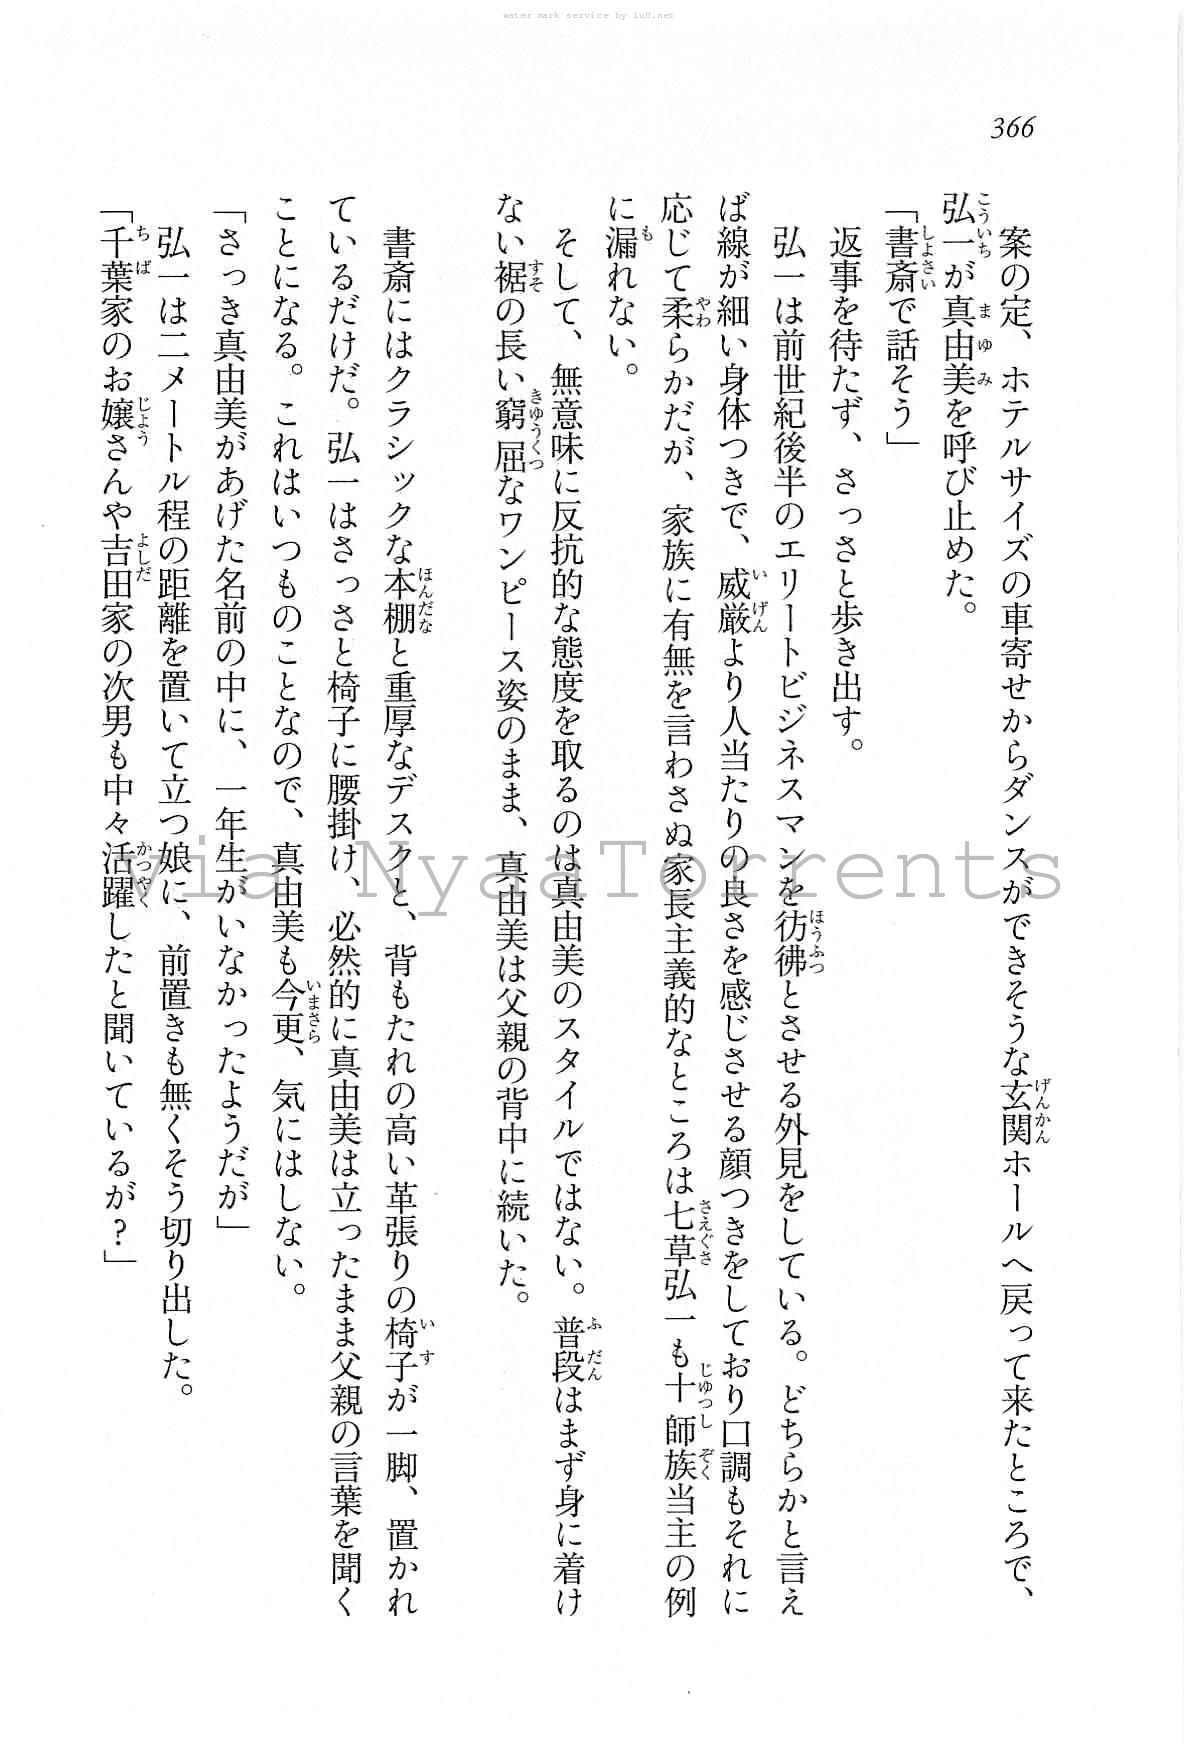 water mark service by lu0.net
366
案の定、ホテルサイズの車寄せからダンスができそうな玄関ホールへ戻って来たところで、
弘一が真由美を呼び止めた。
「書斎で話そう」
返事を待たず、さっさと歩き出す。
弘一は前世紀後半のエリートビジネスマンを彷彿とさせる外見をしている。どちらかと言え
ば線が細い身体つきで、威厳より人当たりの良さを感じさせる顔つきをしており口調もそれに
応じて柔らかだが、家族に有無を言わさぬ家長主義的なところは七草弘一も十師族当主の例
に漏れない。
そして、無意味に反抗的な態度を取るのは真由美のスタイルではない。普段はまず身に着け
ない裾の長い窮屈なワンピース姿のまま、真由美は父親の背中に続いた。
書斎にはクラシックな本棚と重厚なデスクと、背もたれの高い革張りの椅子が一脚、置かれ
ているだけだ。弘一はさっさと椅子に腰掛け、必然的に真由美は立ったまま父親の言葉を聞く
ことになる。これはいつものことなので、真由美も今更、気にはしない。
「さっき真由美があげた名前の中に、一年生がいなかったようだが」
弘一は二メートル程の距離を置いて立つ娘に、前置きも無くそう切り出した。
「千葉家のお嬢さんや吉田家の次男も中々活躍したと聞いているが？」
via NyaaTorrents